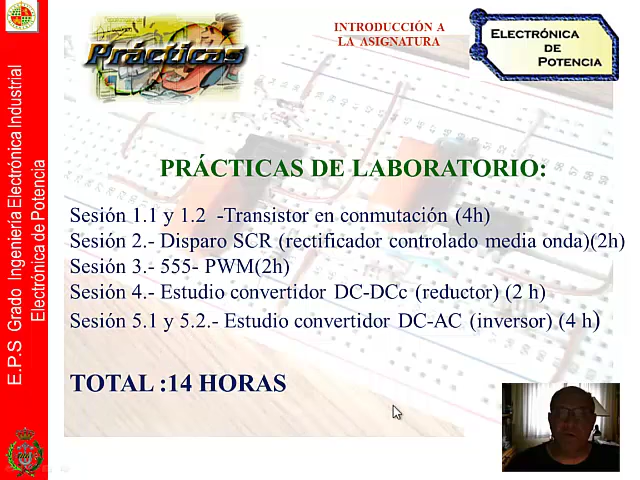 Prácticas
INTRODUCCIÓN A
LA ASIGNATURA
ELECTRÓNICA
DE
POTENCIA
E.P.S Grado Ingeniería Electrónica Industrial
Electrónica de Potencia
PRÁCTICAS DE LABORATORIO:
Sesión 1.1 y 1.2 -Transistor en conmutación (4h)
Sesión 2.- Disparo SCR (rectificador controlado media onda)(2h)
Sesión 3.- 555- PWM(2h)
Sesión 4.- Estudio convertidor DC-DCc (reductor) (2 h)
Sesión 5.1 y 5.2.- Estudio convertidor DC-AC (inversor) (4 h)
TOTAL :14 HORAS